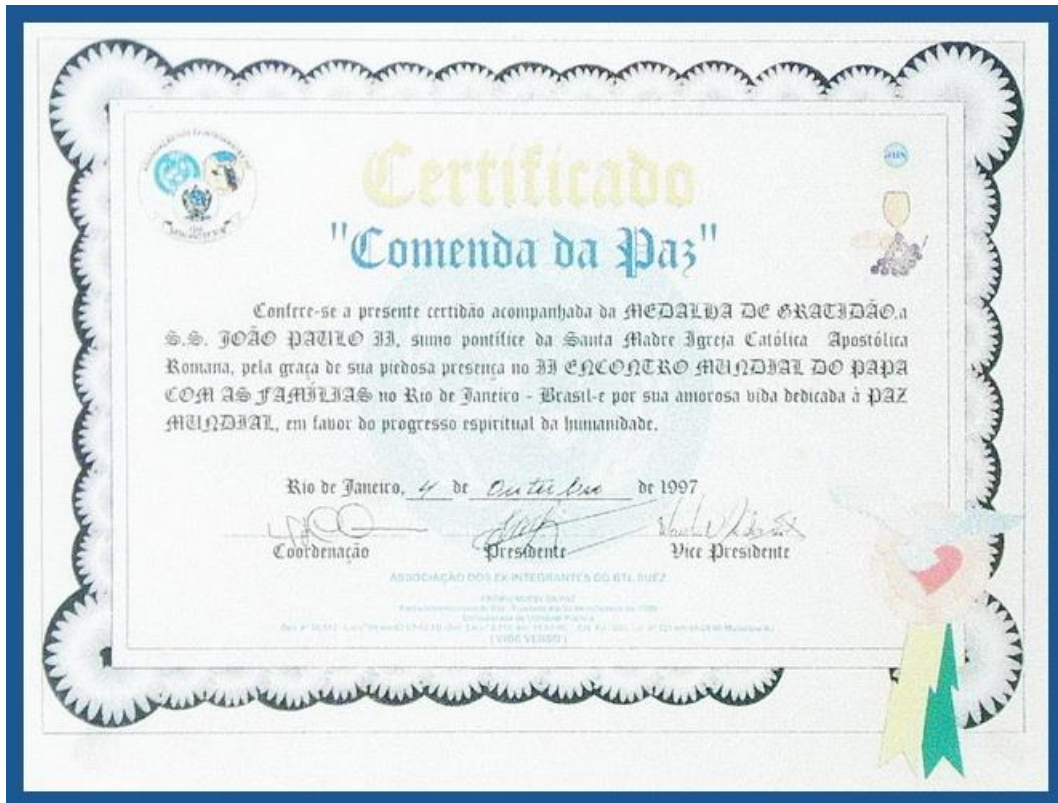 Certificado
"Comenda da Paz"
Confere-se a presente certidão acompanhada da MEDALHA DE GRATIDÃO,a
S.S. JOÃO PAULO II, sumo pontífice da Santa Madre Igreja Católica Apostólica
Romana, pela graça de sua piedosa presença no II ENCONTRO MUNDIAL DO PAPA
COM AS FAMÍLIAS no Rio de Janeiro - Brasil-e por sua amorosa vida dedicada à PAZ
MUNDIAL, em favor do progresso espiritual da humanidade.
Rio de Janeiro, 4 de Outubro de 1997
Coordenação Presidente Vice Presidente
ASSOCIAÇÃO DOS EX-INTEGRANTES DO BTL SUEZ
( VIDE VERSO )